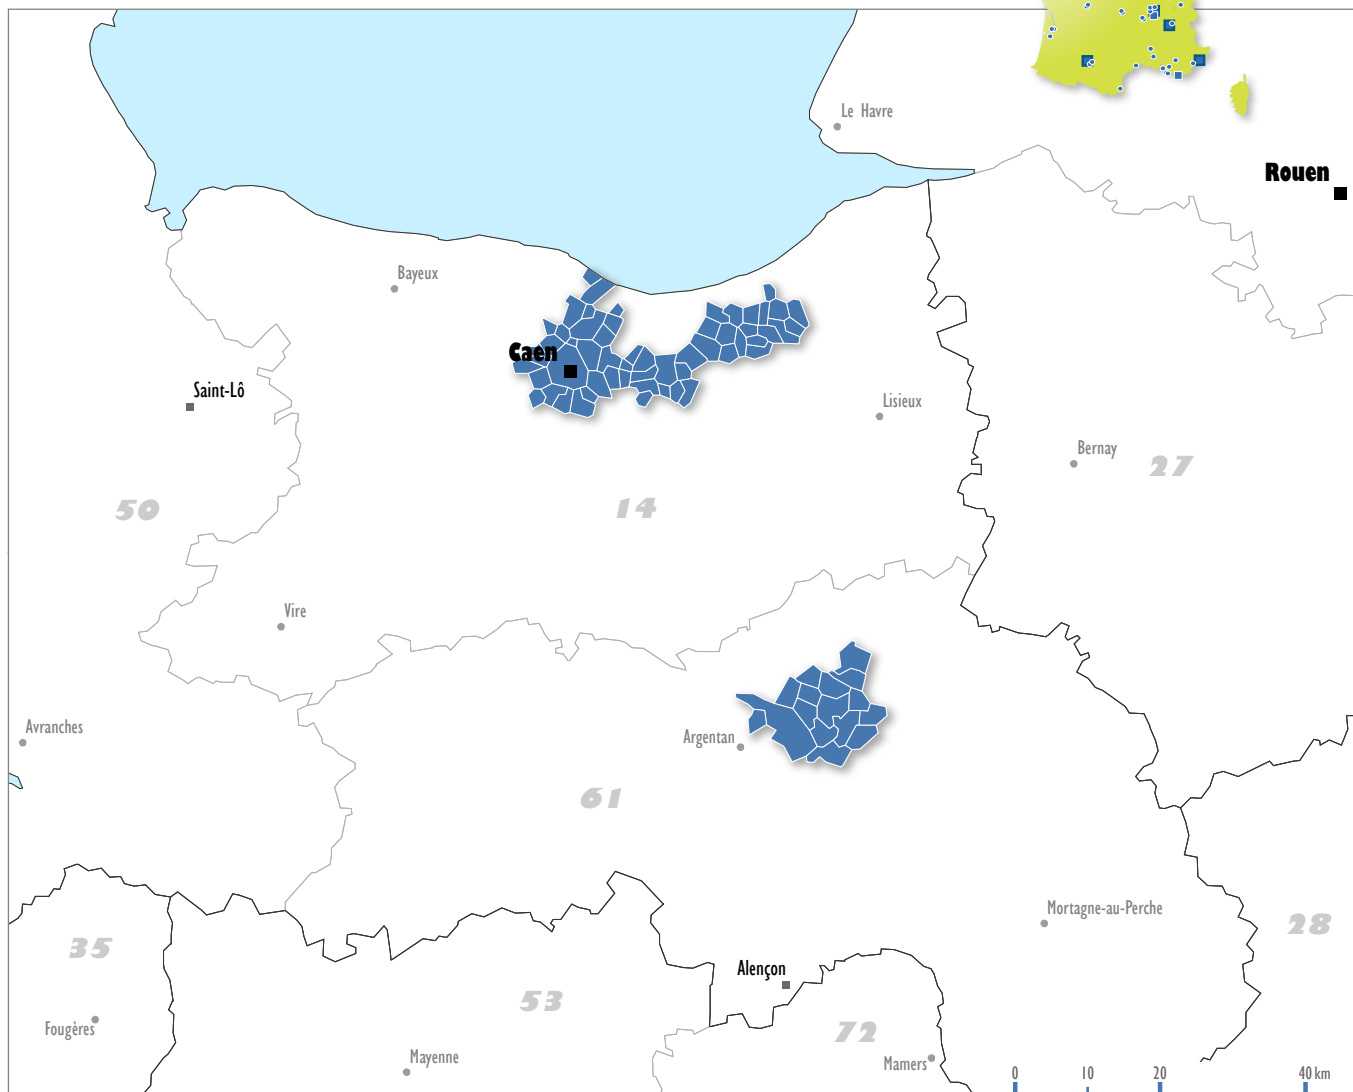 Le Havre
Rouen
Bayeux
Caen
Saint-Lô
Lisieux
Bernay
27
50
14
Vire
Avranches
Argentan
61
Mortagne-au-Perche
28
35
Alençon
53
Fougères
72
Mayenne
Mamers
0 10 20 40 km